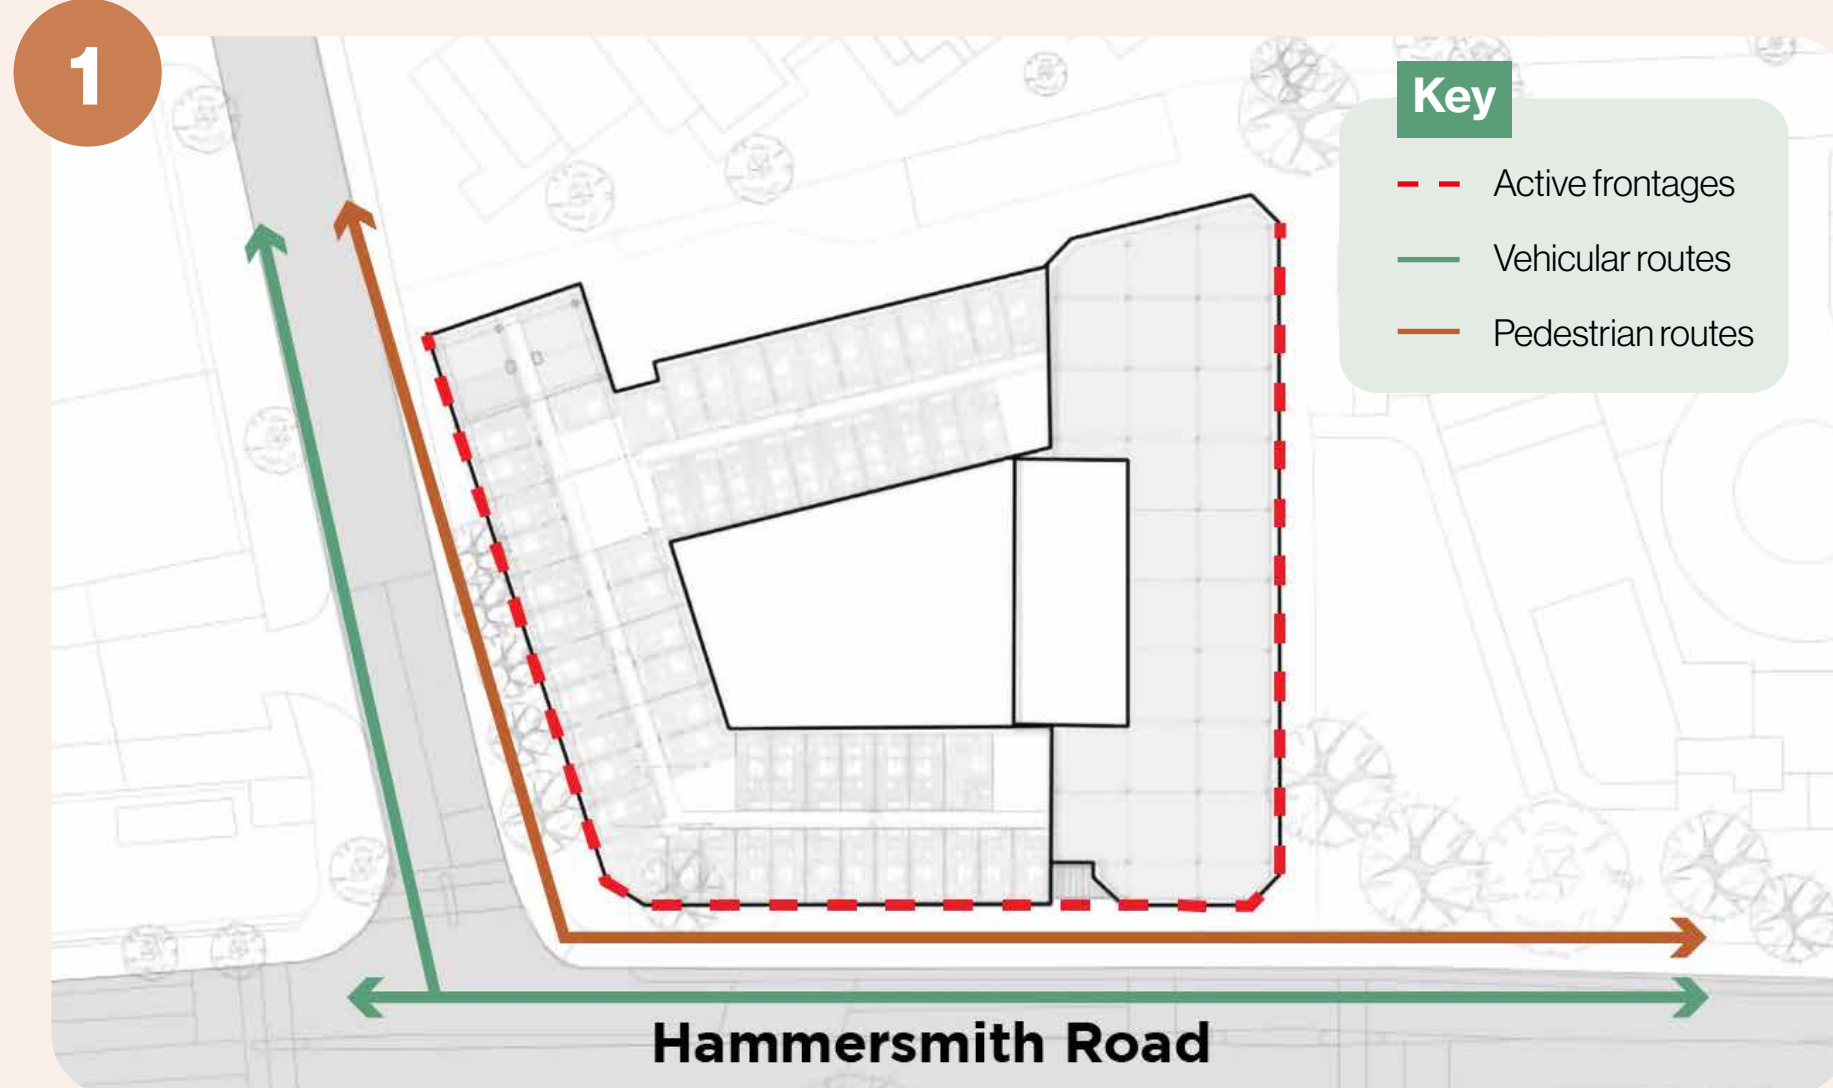 1
Key
Active frontages
Vehicular routes
Pedestrian routes
Hammersmith Road